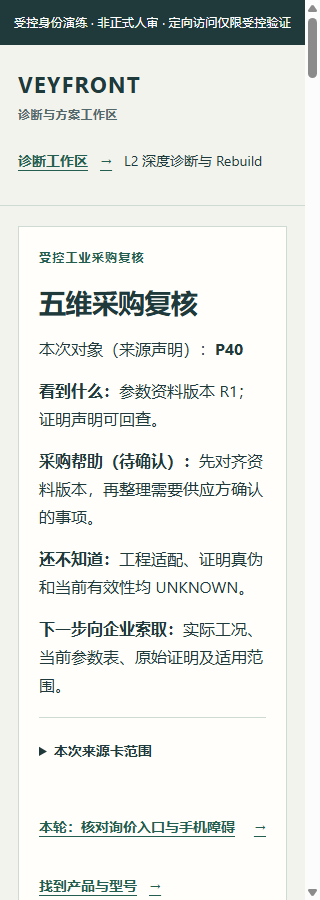 受控身份演练 · 非正式人审 · 定向访问仅限受控验证
VEYFRONT
诊断与方案工作区
诊断工作区 → L2 深度诊断与 Rebuild
受控工业采购复核
五维采购复核
本次对象（来源声明）：P40
看到什么：参数资料版本 R1；
证明声明可回查。
采购帮助（待确认）：先对齐资
料版本，再整理需要供应方确认
的事项。
还不知道：工程适配、证明真伪
和当前有效性均 UNKNOWN。
下一步向企业索取：实际工况、
当前参数表、原始证明及适用范
围。
▶ 本次来源卡范围
本轮：核对询价入口与手机障碍 →
找到产品与型号 →